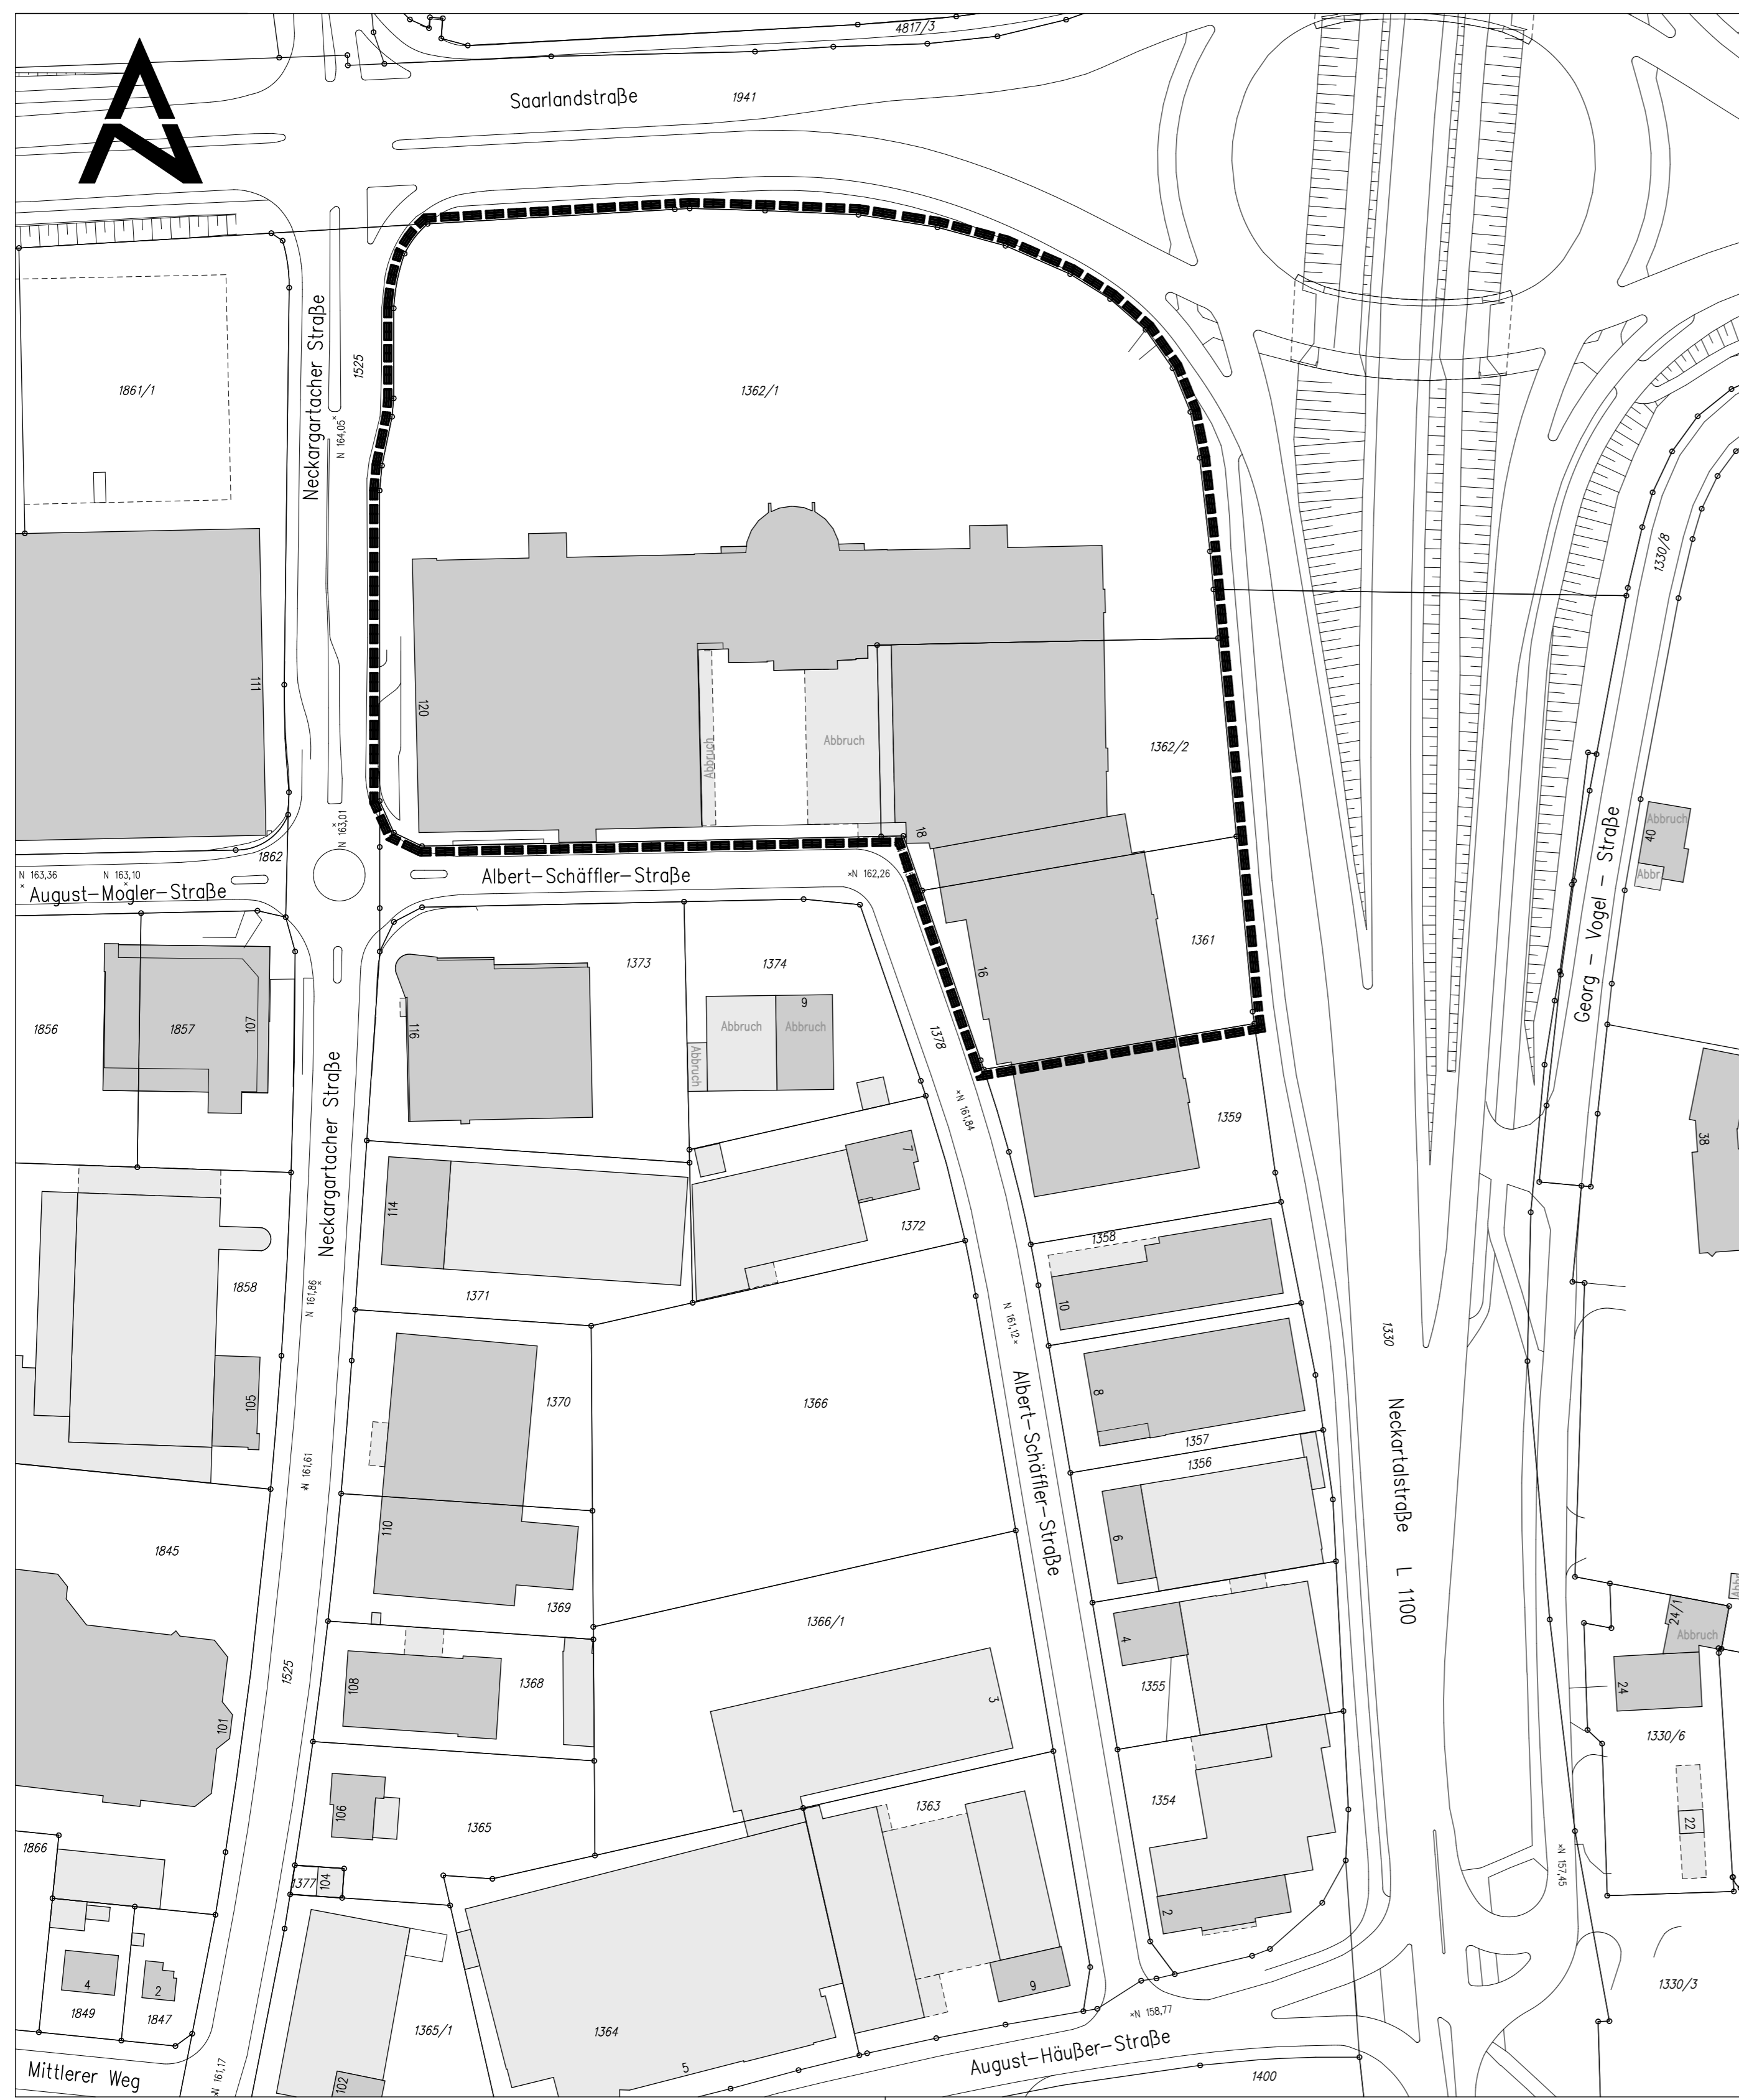 4817/3
Saarlandstraße
1941
Neckargartacher Straße
1525
N 164,05
1861/1
1362/1
1330/8
111
120
Abbruch
Abbruch
1362/2
18
N 163,01
1862
N 163,36
N 163,10
August-Mogler-Straße
Albert-Schäffler-Straße
N 162,26
Georg - Vogel - Straße
Abbruch
40
Abbr
1856
1857
107
116
1373
1374
9
Abbruch
Abbruch
Abbruch
1378
16
1361
N 161,84
1359
38
Neckargartacher Straße
114
7
1372
1371
1858
N 161,86
1358
10
N 161,12
1330
105
1370
1366
Albert-Schäffler-Straße
8
1357
1356
Neckartalstraße L 1100
N 161,61
110
6
1845
1369
1366/1
4
24/1
Abbruch
24
1525
108
1368
1355
3
101
1330/6
106
1365
1363
1354
22
1866
1377
104
N 157,45
2
4
2
1849
1847
1365/1
1364
9
1330/3
N 158,77
August-Häußer-Straße
5
Mittlerer Weg
N 161,17
102
1400